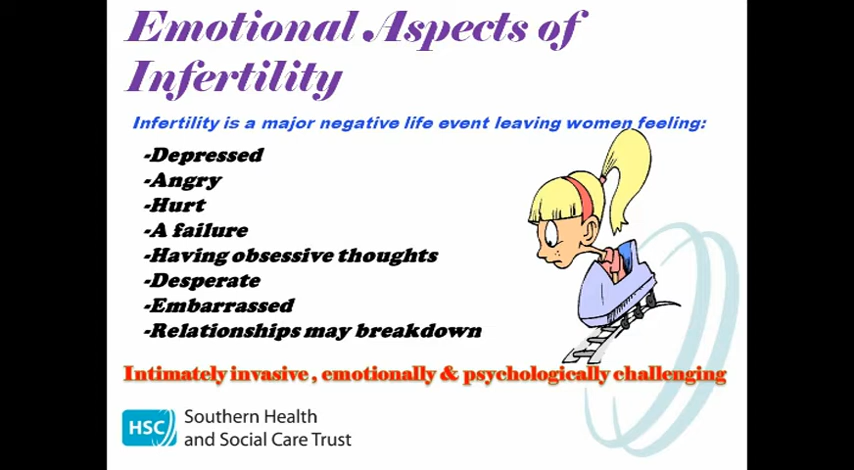 Emotional Aspects of
Infertility
Infertility is a major negative life event leaving women feeling:
-Depressed
-Angry
-Hurt
-A failure
-Having obsessive thoughts
-Desperate
-Embarrassed
-Relationships may breakdown
Intimately invasive , emotionally & psychologically challenging
HSC Southern Health
and Social Care Trust